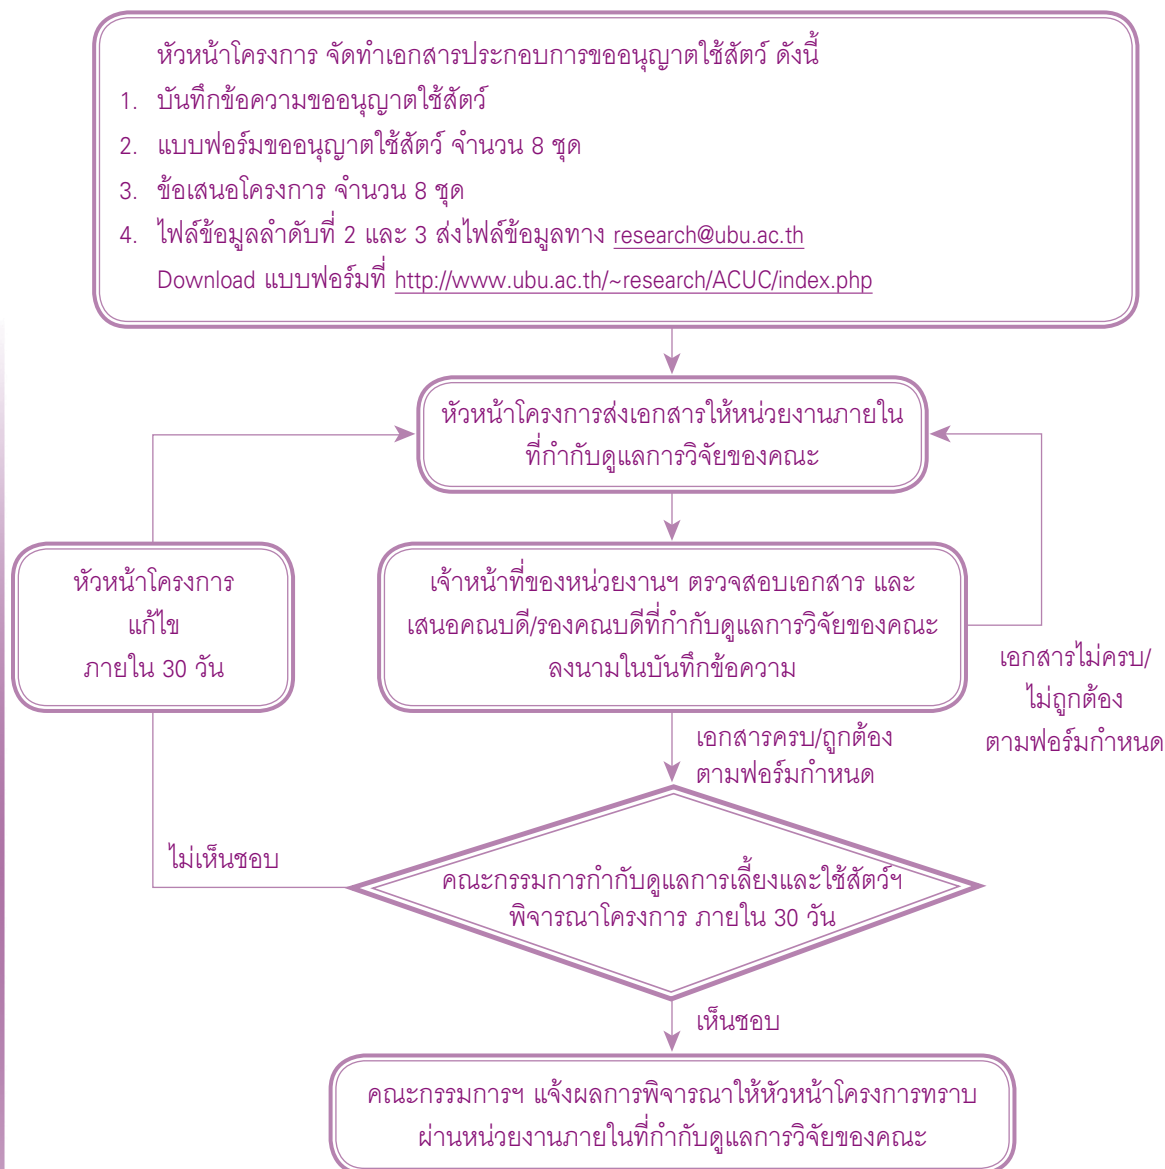 หัวหน้าโครงการ จัดทำเอกสารประกอบการขออนุญาตใช้สัตว์ ดังนี้
1. บันทึกข้อความขออนุญาตใช้สัตว์
2. แบบฟอร์มขออนุญาตใช้สัตว์ จำนวน 8 ชุด
3. ข้อเสนอโครงการ จำนวน 8 ชุด
4. ไฟล์ข้อมูลลำดับที่ 2 และ 3 ส่งไฟล์ข้อมูลทาง research@ubu.ac.th
Download แบบฟอร์มที่ http://www.ubu.ac.th/~research/ACUC/index.php
หัวหน้าโครงการส่งเอกสารให้หน่วยงานภายใน
ที่กำกับดูแลการวิจัยของคณะ
หัวหน้าโครงการ
แก้ไข
ภายใน 30 วัน
เจ้าหน้าที่ของหน่วยงานฯ ตรวจสอบเอกสาร และ
เสนอคณบดี/รองคณบดีที่กำกับดูแลการวิจัยของคณะ
ลงนามในบันทึกข้อความ
เอกสารไม่ครบ/
ไม่ถูกต้อง
ตามฟอร์มกำหนด
เอกสารครบ/ถูกต้อง
ตามฟอร์มกำหนด
ไม่เห็นชอบ
คณะกรรมการกำกับดูแลการเลี้ยงและใช้สัตว์ฯ
พิจารณาโครงการ ภายใน 30 วัน
เห็นชอบ
คณะกรรมการฯ แจ้งผลการพิจารณาให้หัวหน้าโครงการทราบ
ผ่านหน่วยงานภายในที่กำกับดูแลการวิจัยของคณะ